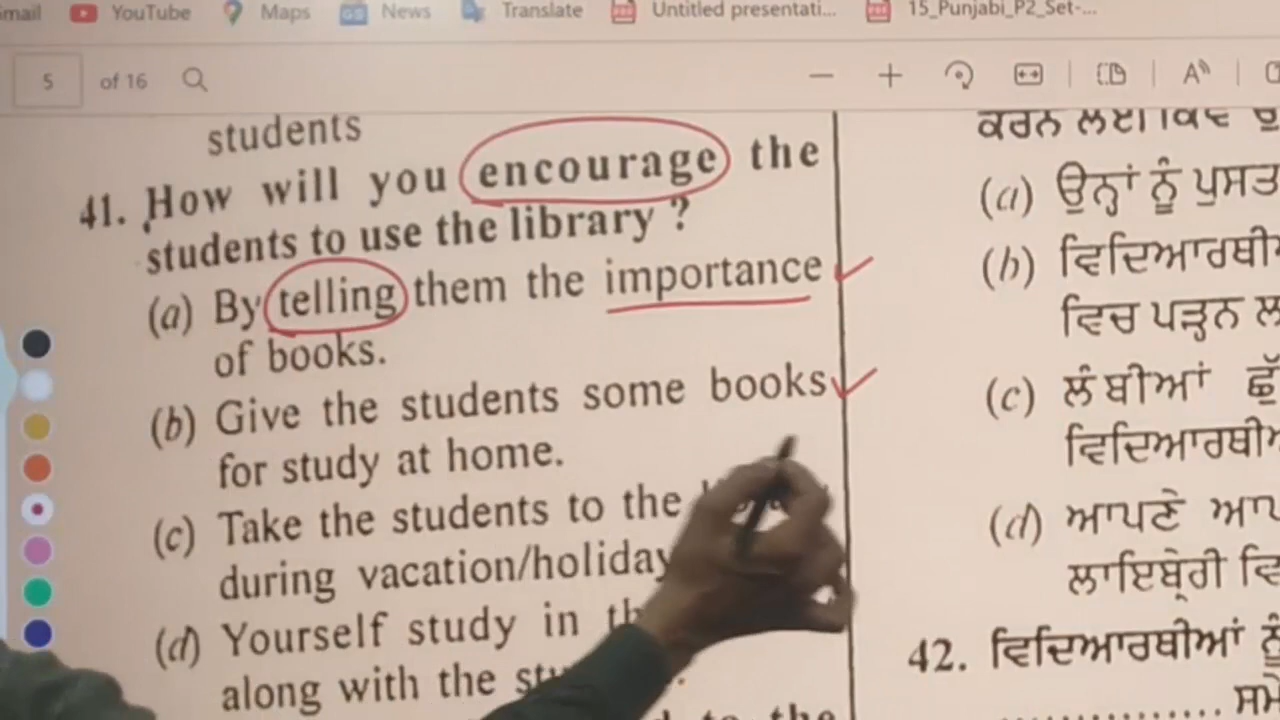 YouTube Maps News Translate Untitled presentati... 15_Punjabi_P2_Set-...
5 of 16
students
41. How will you encourage the
students to use the library ?
(a) By telling them the importance
of books.
(b) Give the students some books
for study at home.
(c) Take the students to the
during vacation/holiday
(d) Yourself study in
along with the
the
(a) ਉਨ੍ਹਾਂ ਨੂੰ
(b)
ਵਿਚ ਪੜ੍ਹਨ
(c) ਲੰਬੀਆਂ
(d) ਆਪਣੇ
ਲਾਇਬ੍ਰੇਰੀ
42. ਵਿਦਿਆਰਥੀਆਂ ਨੂੰ